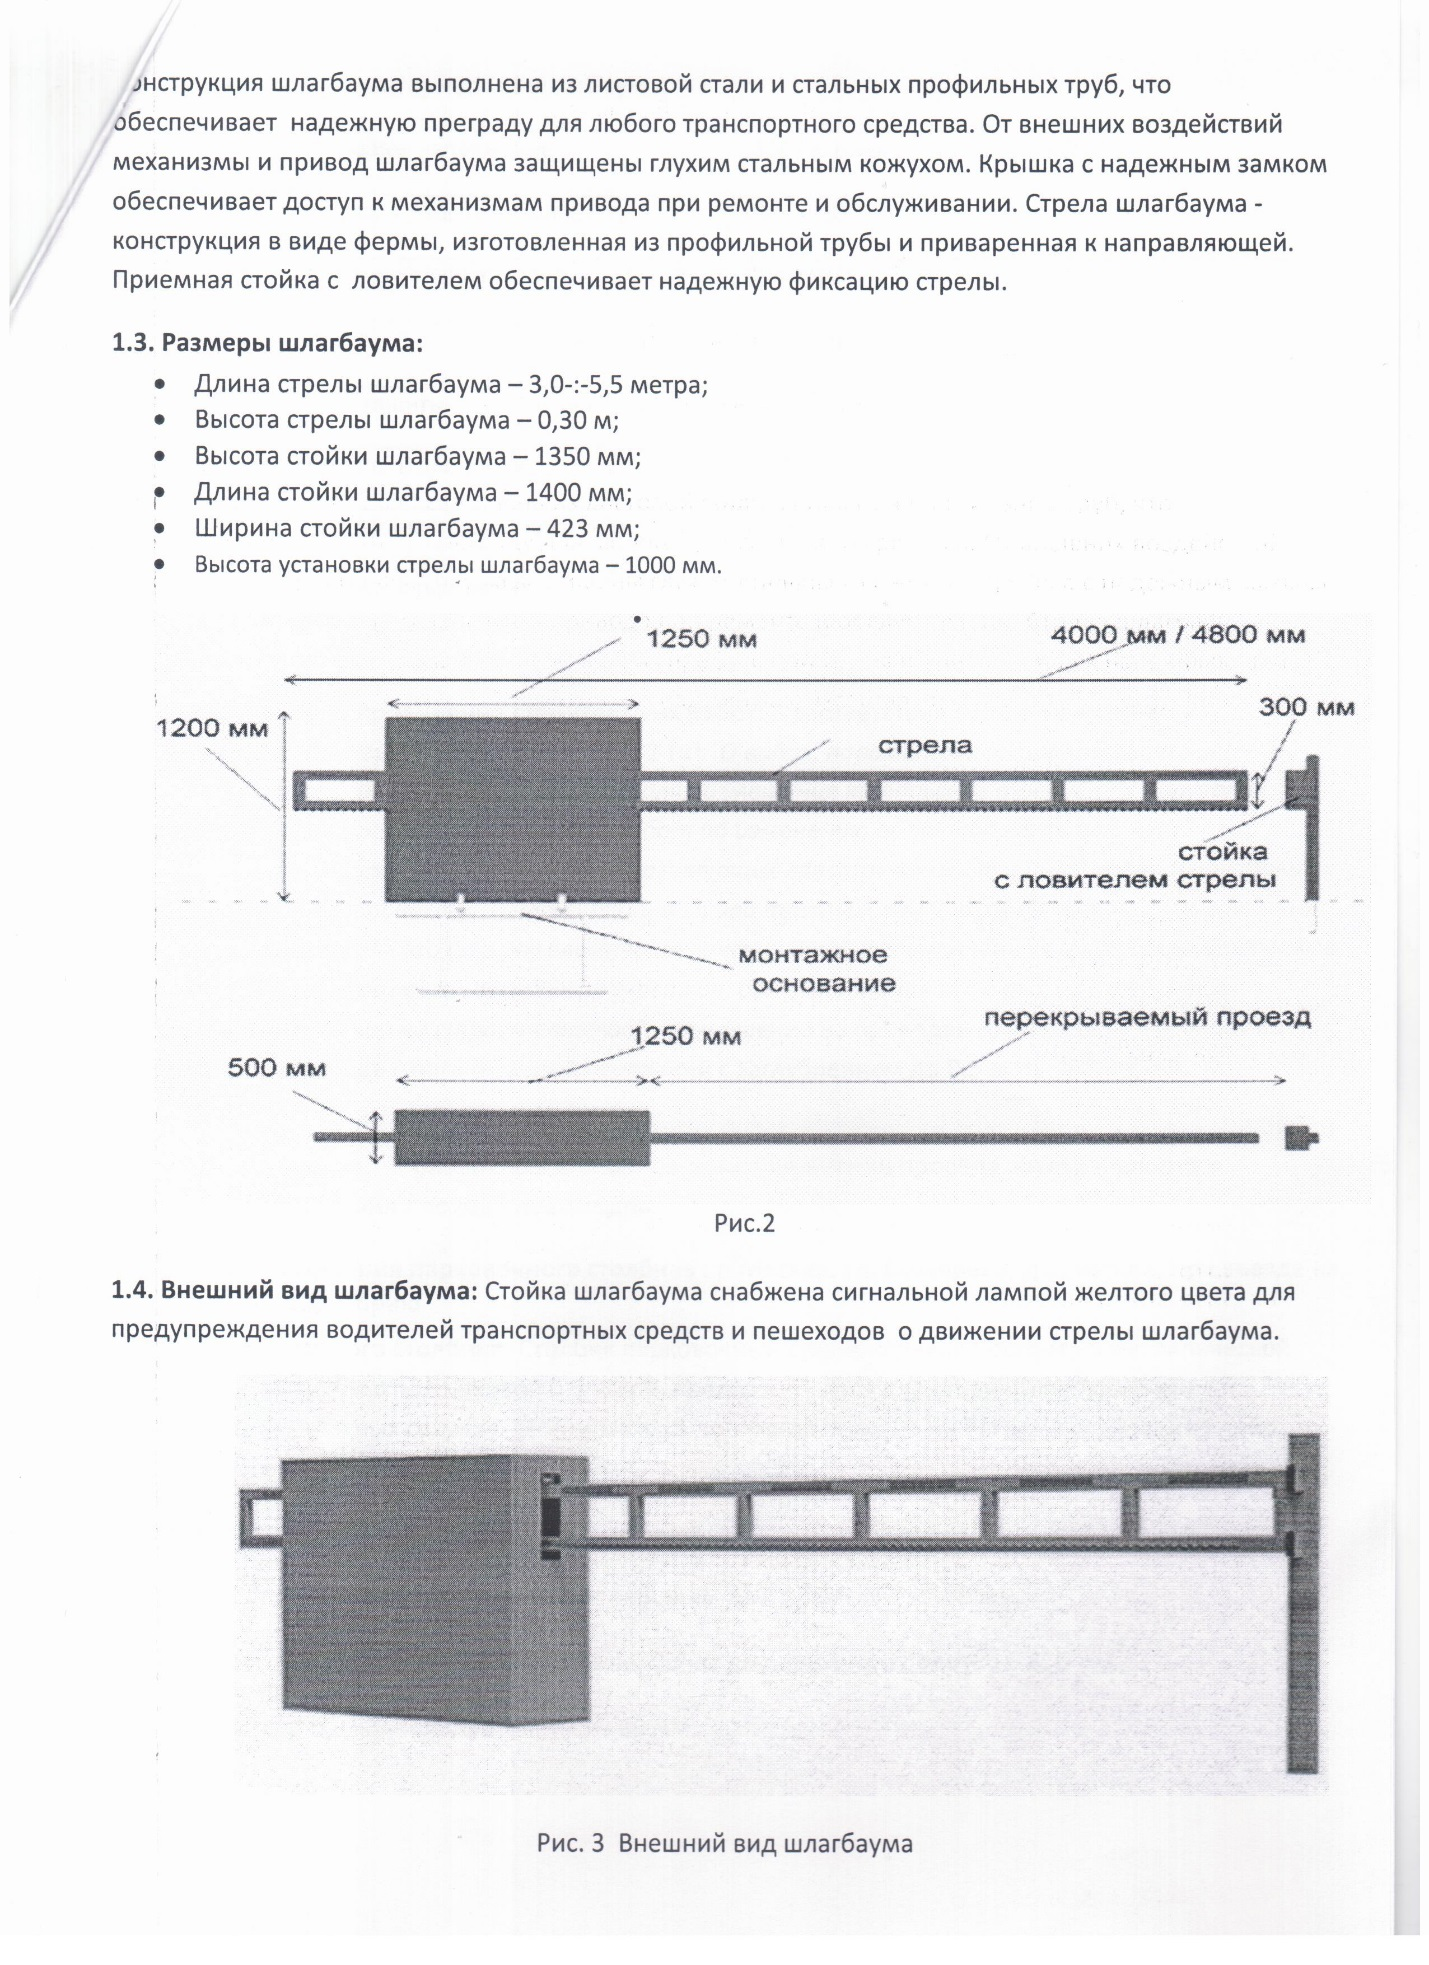 онструкция шлагбаума выполнена из листовой стали и стальных профильных труб, что
обеспечивает надежную преграду для любого транспортного средства. От внешних воздействий
механизмы и привод шлагбаума защищены глухим стальным кожухом. Крышка с надежным замком
обеспечивает доступ к механизмам привода при ремонте и обслуживании. Стрела шлагбаума -
конструкция в виде фермы, изготовленная из профильной трубы и приваренная к направляющей.
Приемная стойка с ловителем обеспечивает надежную фиксацию стрелы.
1.3. Размеры шлагбаума:
• Длина стрелы шлагбаума – 3,0-:-5,5 метра;
• Высота стрелы шлагбаума – 0,30 м;
• Высота стойки шлагбаума – 1350 мм;
• Длина стойки шлагбаума – 1400 мм;
• Ширина стойки шлагбаума – 423 мм;
• Высота установки стрелы шлагбаума – 1000 мм.
1250 мм
4000 мм / 4800 мм
300 мм
1200 мм
стрела
стойка
с ловителем стрелы
монтажное
основание
перекрываемый проезд
1250 мм
500 мм
Рис.2
1.4. Внешний вид шлагбаума: Стойка шлагбаума снабжена сигнальной лампой желтого цвета для
предупреждения водителей транспортных средств и пешеходов о движении стрелы шлагбаума.
Рис. 3 Внешний вид шлагбаума